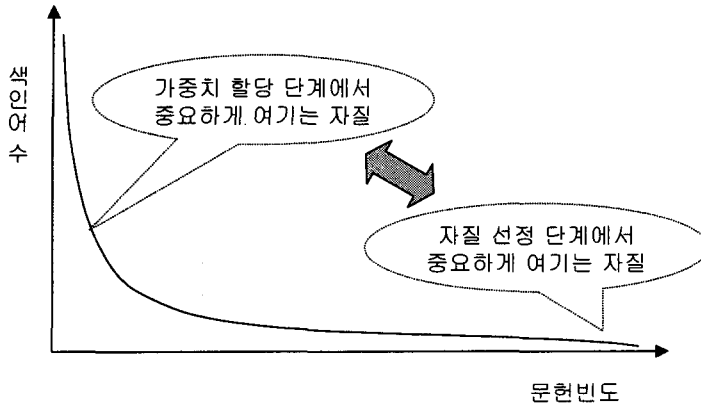 색인어 수
가중치 할당 단계에서
중요하게 여기는 자질
자질 선정 단계에서
중요하게 여기는 자질
문헌빈도